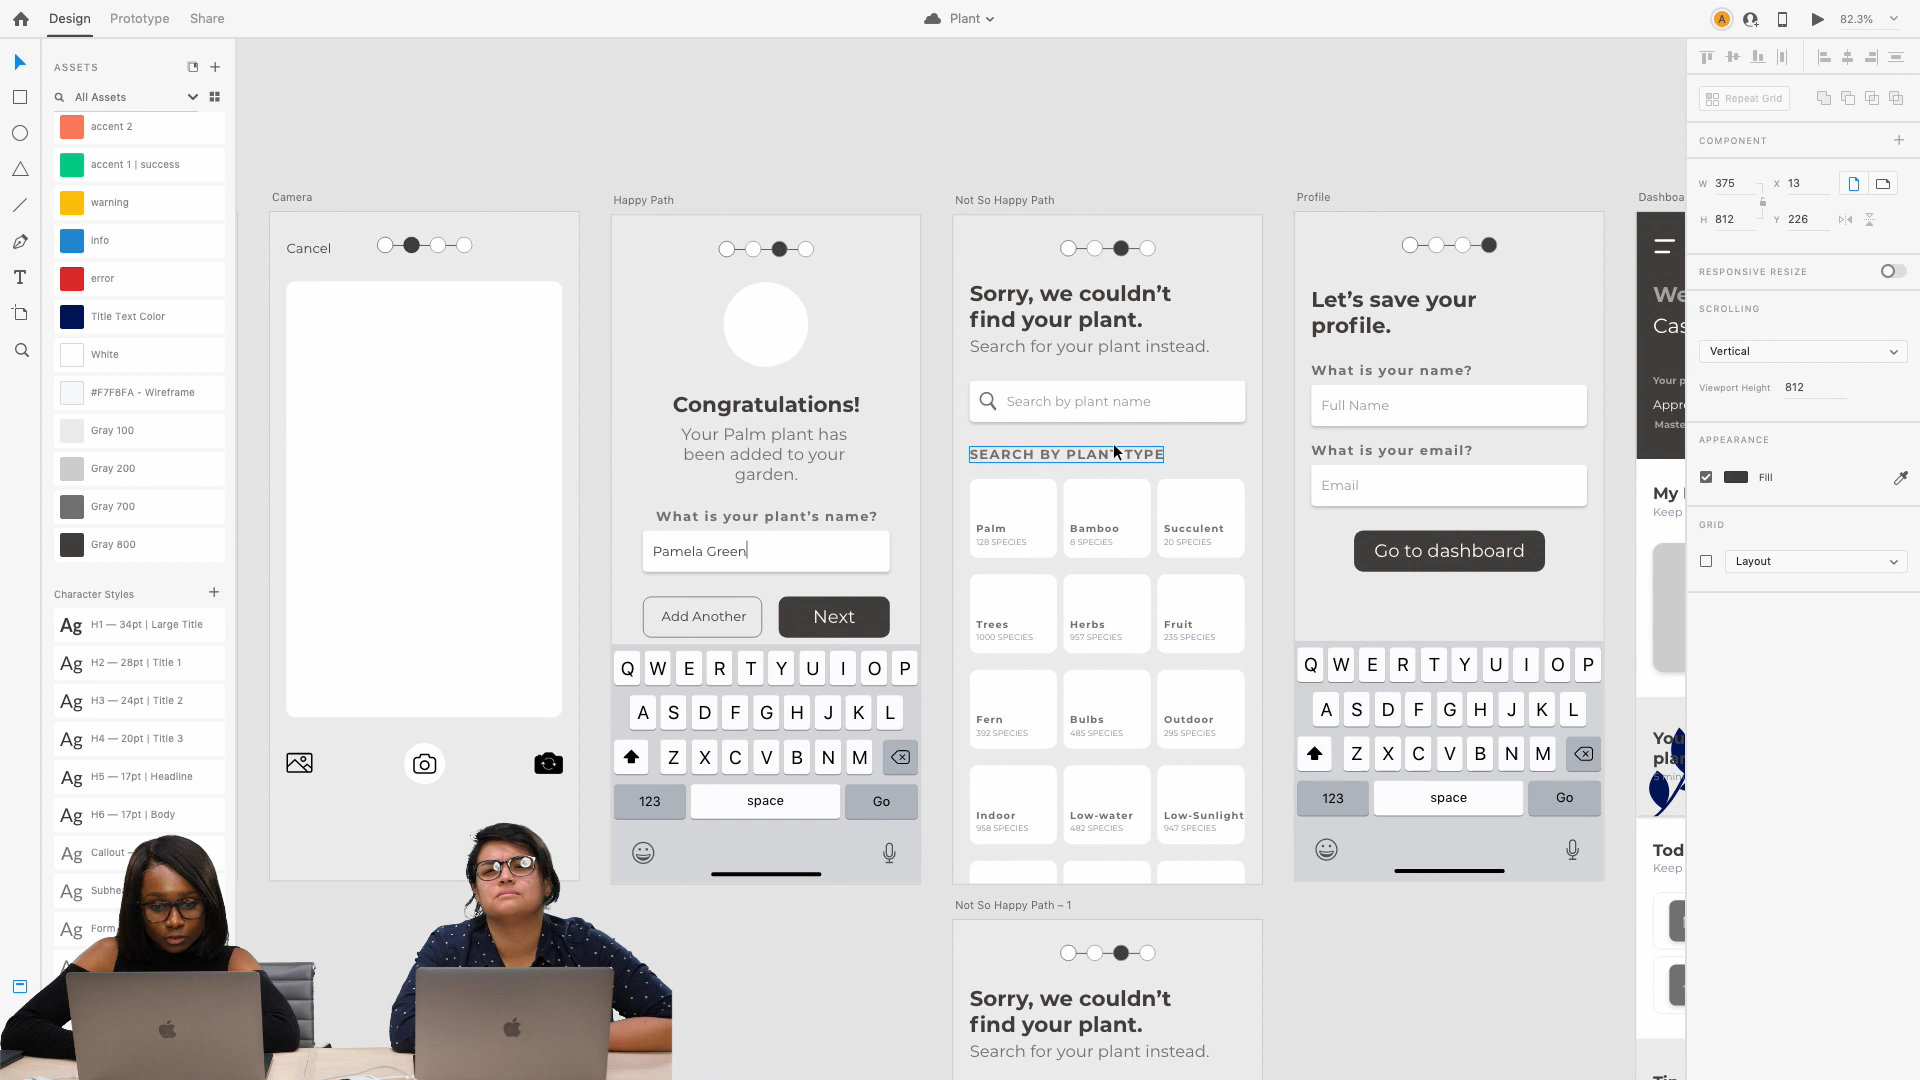 Design
Prototype
Share
Plant
A
82.3%
ASSETS
All Assets
accent 2
accent 1 | success
warning
info
error
Title Text Color
White
#F7F8FA - Wireframe
Gray 100
Gray 200
Gray 700
Gray 800
Character Styles
Ag H1 — 34pt | Large Title
Ag H2 — 28pt | Title 1
Ag H3 — 24pt | Title 2
Ag H4 — 20pt | Title 3
Ag H5 — 17pt | Headline
Ag H6 — 17pt | Body
Ag Callout
Ag
Ag Form
Camera
Cancel
Happy Path
Congratulations!
Your Palm plant has
been added to your
garden.
What is your plant’s name?
Pamela Green
Add Another
Next
Q W E R T Y U I O P
A S D F G H J K L
Z X C V B N M
123
space
Go
Not So Happy Path
Sorry, we couldn’t
find your plant.
Search for your plant instead.
Search by plant name
SEARCH BY PLANT TYPE
Palm
128 SPECIES
Bamboo
8 SPECIES
Succulent
20 SPECIES
Trees
1000 SPECIES
Herbs
957 SPECIES
Fruit
235 SPECIES
Fern
392 SPECIES
Bulbs
485 SPECIES
Outdoor
295 SPECIES
Indoor
958 SPECIES
Low-water
482 SPECIES
Low-Sunlight
947 SPECIES
Not So Happy Path – 1
Sorry, we couldn’t
find your plant.
Search for your plant instead.
Profile
Let’s save your
profile.
What is your name?
Full Name
What is your email?
Email
Go to dashboard
Q W E R T Y U I O P
A S D F G H J K L
Z X C V B N M
123
space
Go
Dashboa
We
Cas
Your p
Appre
Maste
My
Keep
You
pla
5 min
Tod
Keep
Repeat Grid
COMPONENT
W 375
X 13
H 812
Y 226
RESPONSIVE RESIZE
SCROLLING
Vertical
Viewport Height 812
APPEARANCE
Fill
GRID
Layout